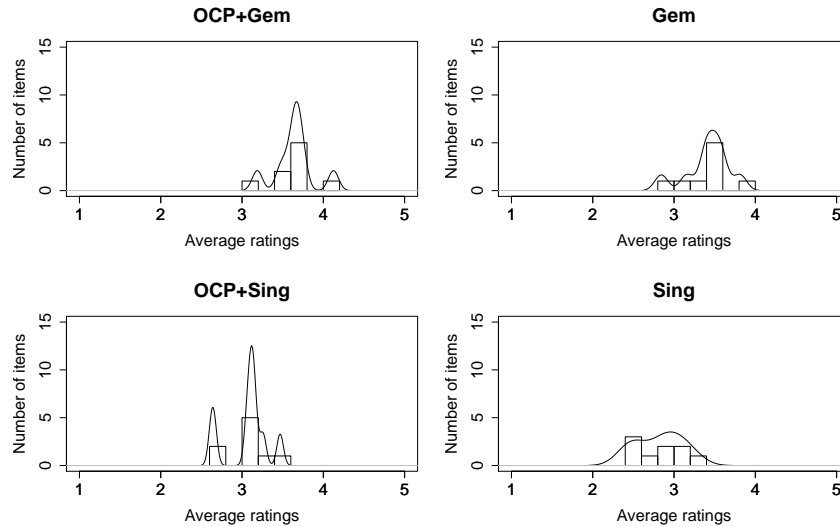 OCP+Gem
Number of items
0 5 10 15
1 2 3 4 5
Average ratings
Gem
Number of items
0 5 10 15
1 2 3 4 5
Average ratings
OCP+Sing
Number of items
0 5 10 15
1 2 3 4 5
Average ratings
Sing
Number of items
0 5 10 15
1 2 3 4 5
Average ratings